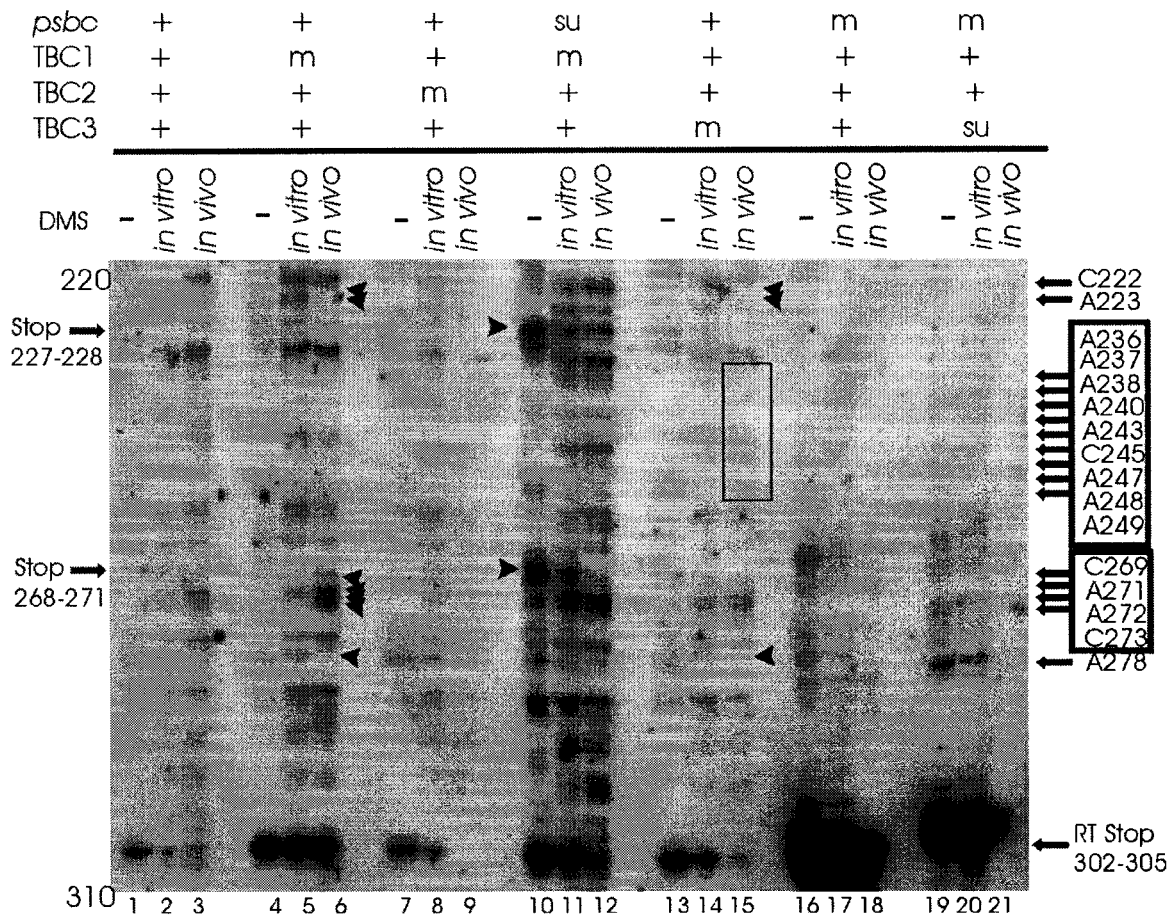 psbc + + + su + m m
TBC1 + m + m + + +
TBC2 + + m + + + +
TBC3 + + + + m + su
DMS - in vitro in vivo - in vitro in vivo - in vitro in vivo - in vitro in vivo - in vitro in vivo - in vitro in vivo - in vitro in vivo
220
Stop
227-228
Stop
268-271
310
C222
A223
A236
A237
A238
A240
A243
C245
A247
A248
A249
C269
A271
A272
C273
A278
RT Stop
302-305
1 2 3 4 5 6 7 8 9 10 11 12 13 14 15 16 17 18 19 20 21